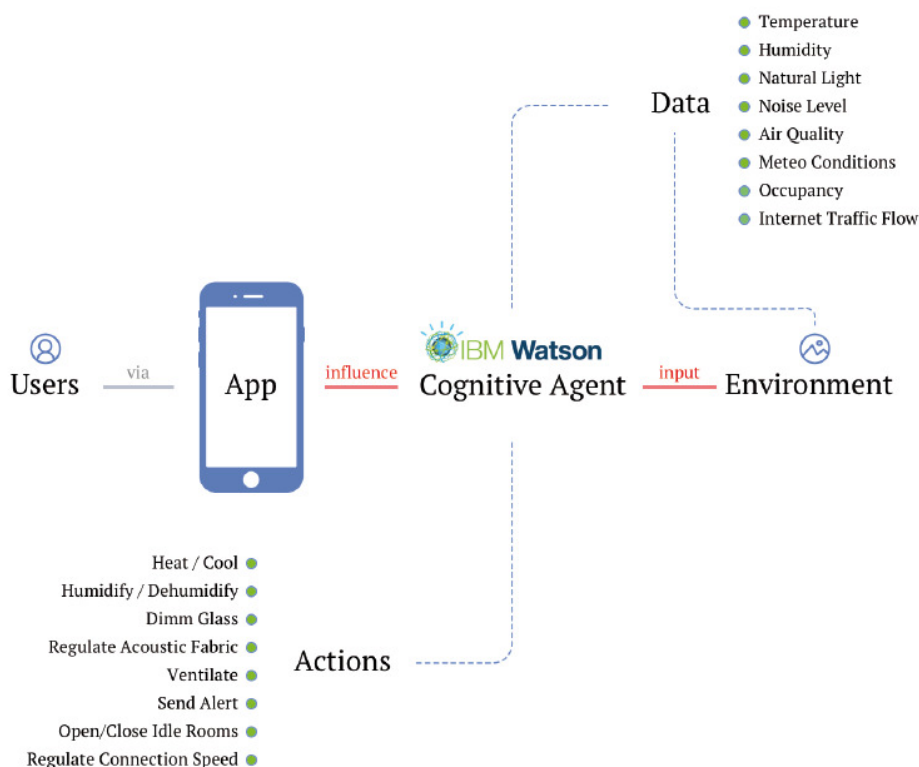 Temperature
Humidity
Natural Light
Data
Noise Level
Air Quality
Meteo Conditions
Occupancy
Internet Traffic Flow
IBM Watson
Users
via
App
influence
Cognitive Agent
input
Environment
Heat / Cool
Humidify / Dehumidify
Dimm Glass
Regulate Acoustic Fabric
Actions
Ventilate
Send Alert
Open/Close Idle Rooms
Regulate Connection Speed